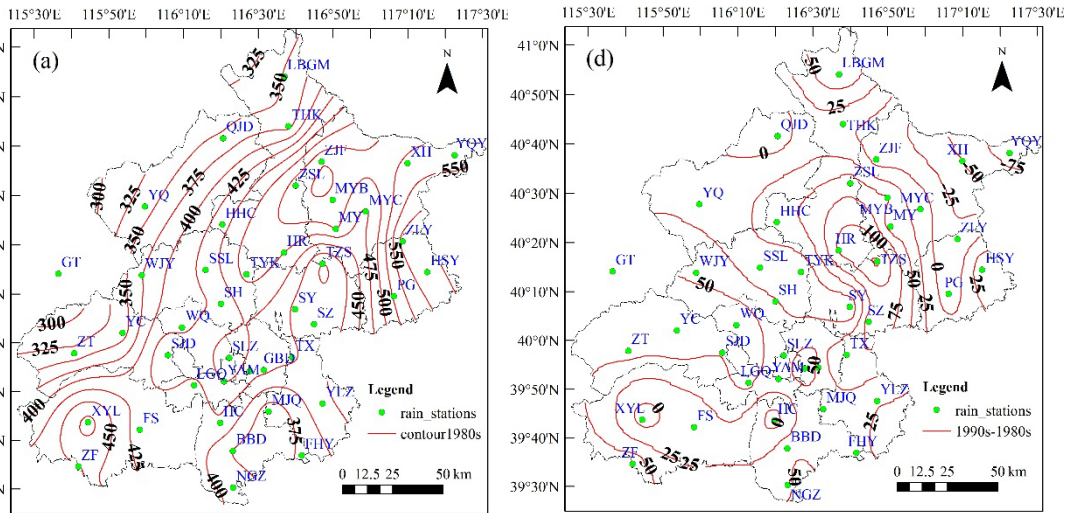 115°30'E 115°50'E 116°10'E 116°30'E 116°50'E 117°10'E 117°30'E
(a)
N
325
350
LBGM
THK
QJD
ZJF
XII
YQY
550
ZSL
MYB
MYC
MY
375
425
325
300
YQ
400
HHC
350
IIR
TZS
ZLY
550
475
HSY
GT
WJY
SSL
TYK
PG
500
350
SH
SY
450
SZ
300
YC
WQ
325
ZT
SJD
SLZ
GBD
TX
LGQ
YAM
400
XYL
450
FS
425
ZF
IIC
MJQ
YLZ
375
BBD
FHY
400
NGZ
Legend
rain_stations
contour1980s
0 12.5 25 50 km
N
N
N
N
N
N
N
N
N
N
115°30'E 115°50'E 116°10'E 116°30'E 116°50'E 117°10'E 117°30'E
41°0'N
40°50'N
40°40'N
40°30'N
40°20'N
40°10'N
40°0'N
39°50'N
39°40'N
39°30'N
(d)
N
50
LBGM
25
QJD
THK
0
ZJF
XII
YQY
-50
-75
ZSL
-25
YQ
MYB
MYC
HHC
MY
100
ZLY
IIR
0
GT
WJY
SSL
TYK
TZS
50
HSY
25
25
PG
50
SH
SY
75
SZ
YC
WQ
ZT
SJD
SLZ
TX
50
LGQ
YAM
XYL
0
FS
YLZ
IIC
0
MJQ
25
25
25
BBD
FHY
ZF
50
50
NGZ
Legend
rain_stations
1990s-1980s
0 12.5 25 50 km